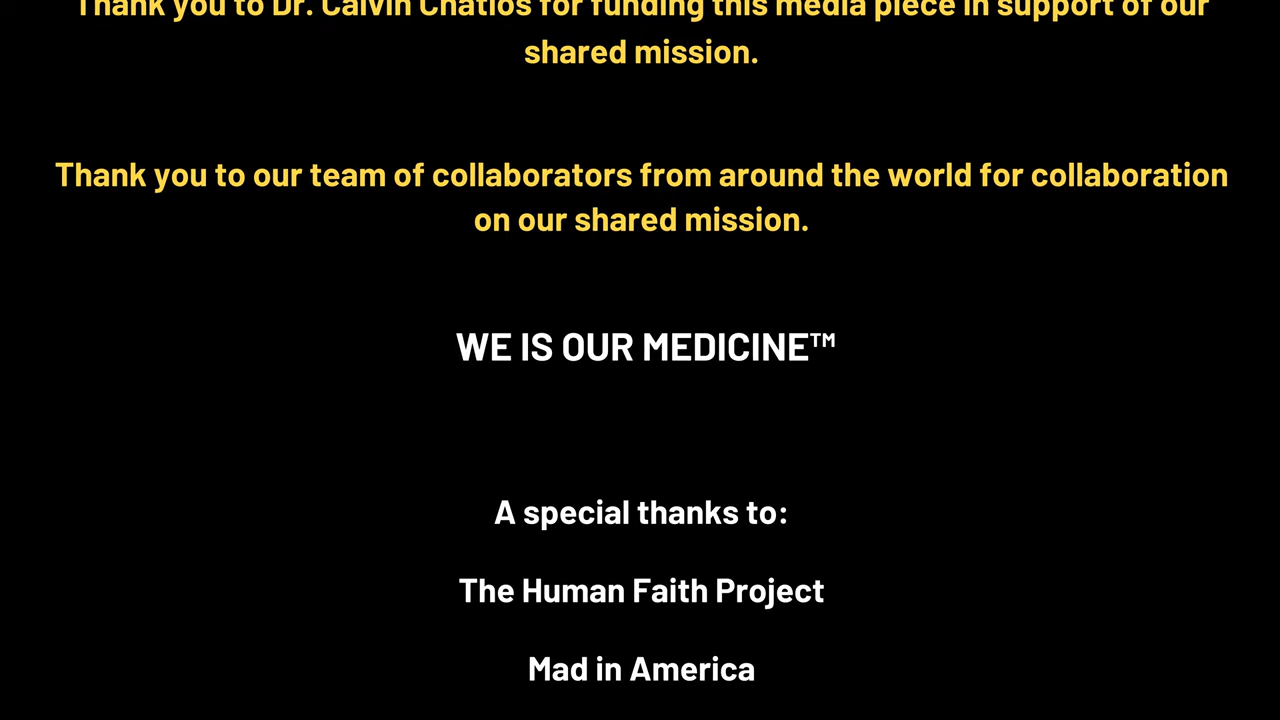 Thank you to Dr. Calvin Chatlos for funding this media piece in support of our
shared mission.
Thank you to our team of collaborators from around the world for collaboration
on our shared mission.
WE IS OUR MEDICINE™
A special thanks to:
The Human Faith Project
Mad in America